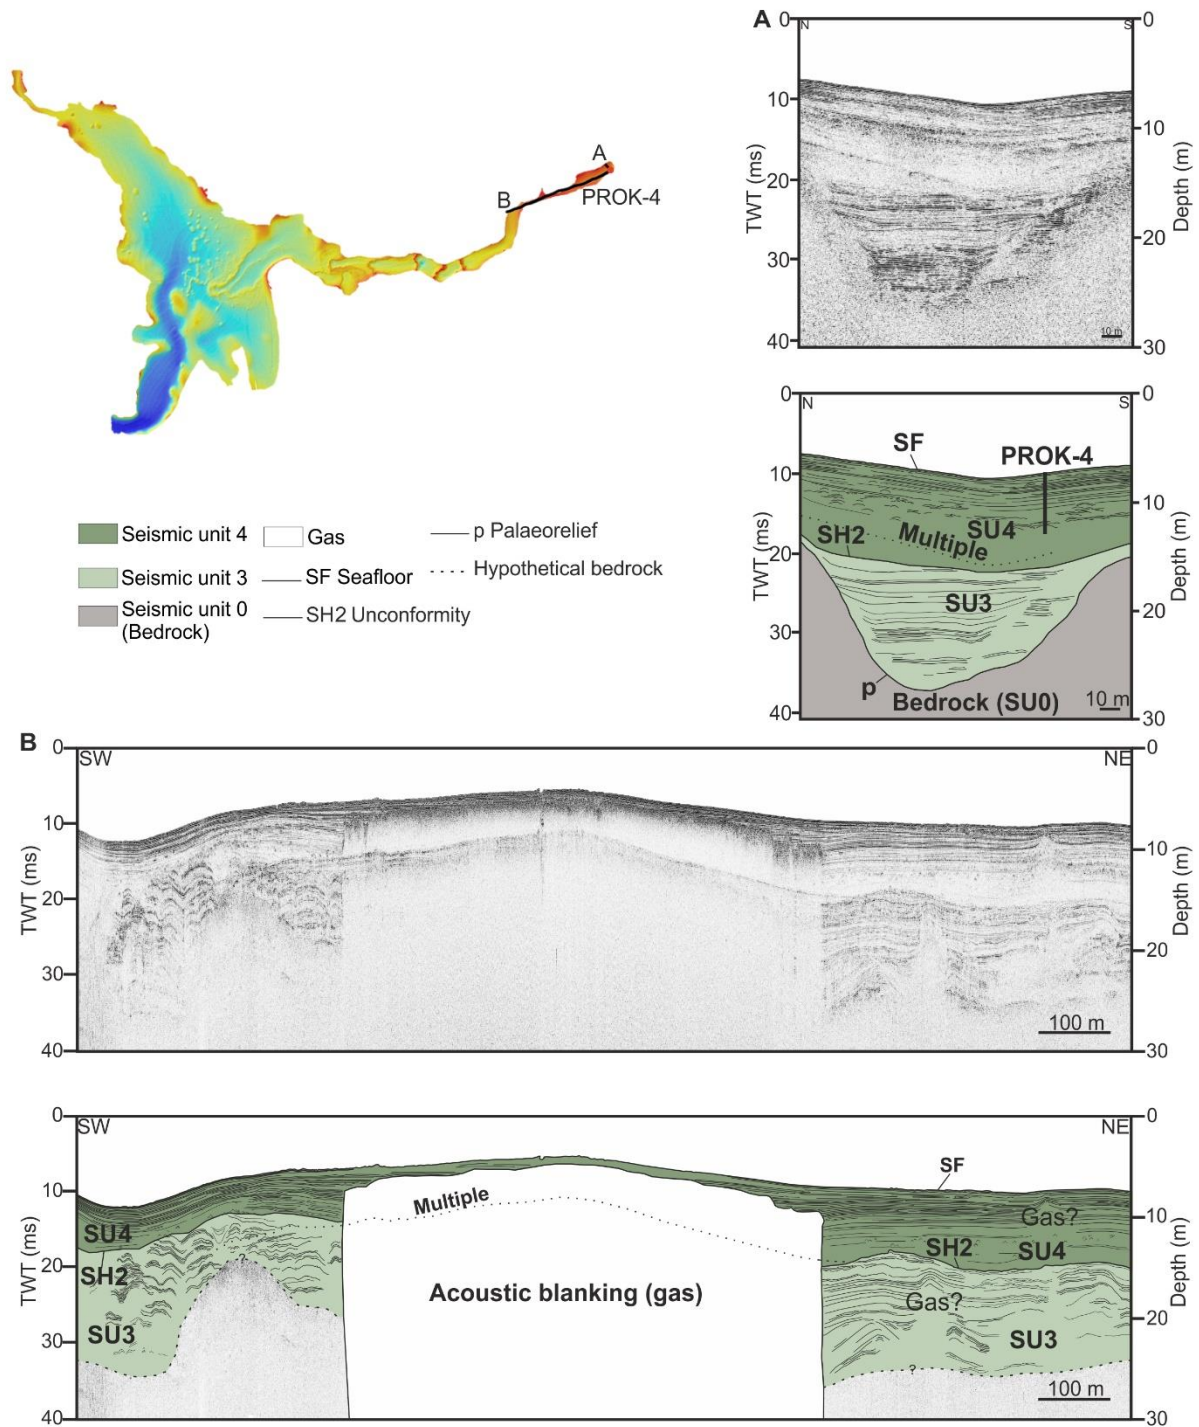 A
B
PROK-4
Seismic unit 4
Gas
p Palaeorelief
Seismic unit 3
SF Seafloor
Hypothetical bedrock
Seismic unit 0
(Bedrock)
SH2 Unconformity
A
N
S
0
10
20
30
40
TWT (ms)
0
10
20
30
Depth (m)
10 m
N
S
0
10
20
30
40
TWT (ms)
0
10
20
30
Depth (m)
SF
PROK-4
SU4
Multiple
SH2
SU3
p
Bedrock (SU0)
10 m
B
SW
NE
0
10
20
30
40
TWT (ms)
0
10
20
30
Depth (m)
100 m
SW
NE
0
10
20
30
40
TWT (ms)
0
10
20
30
Depth (m)
SF
Multiple
SU4
Gas?
SH2
SU4
SH2
?
Acoustic blanking (gas)
Gas?
SU3
SU3
?
100 m